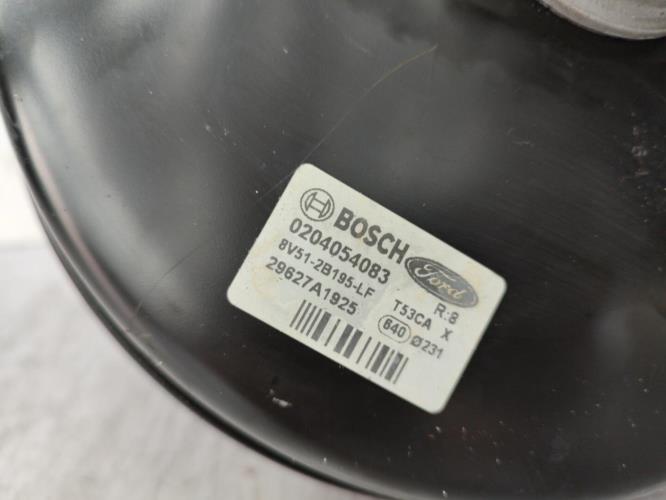 BOSCH
0204054083
8V51-2B195-LF
29627A1925
Ford
R:8
T53CA X
640 Ø231